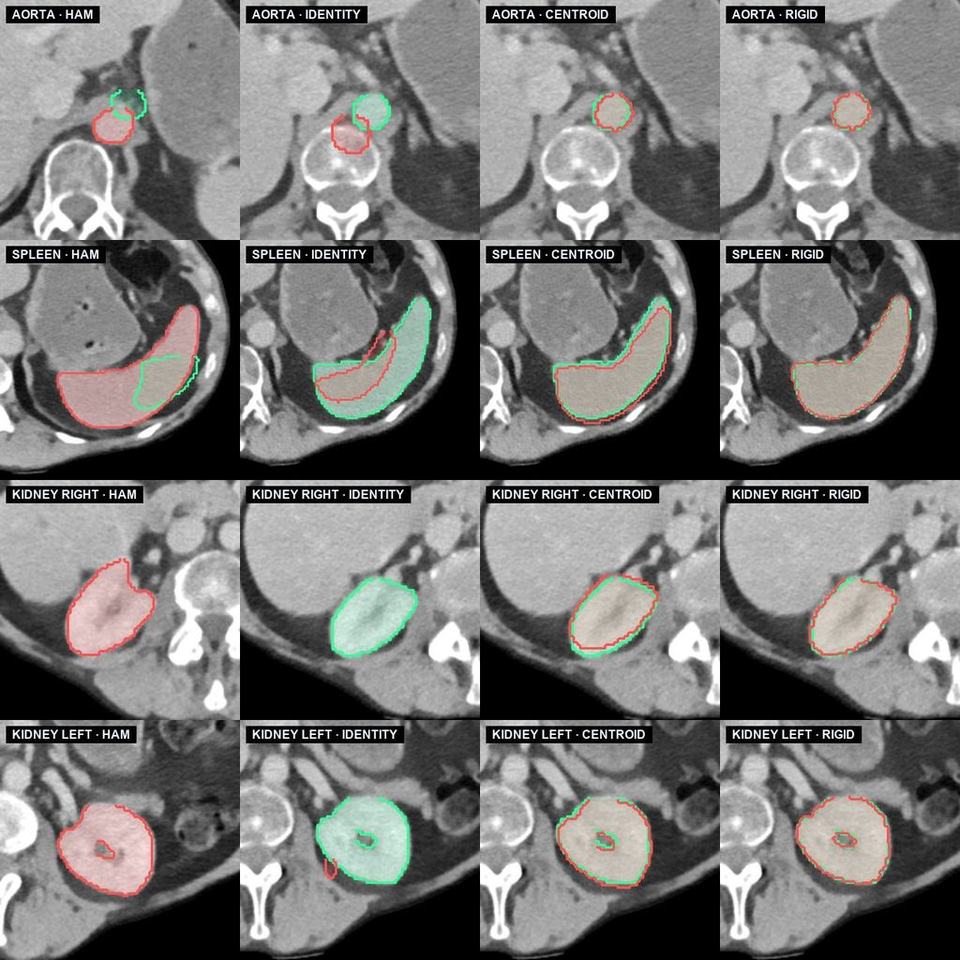 AORTA · HAM
AORTA · IDENTITY
AORTA · CENTROID
AORTA · RIGID
SPLEEN · HAM
SPLEEN · IDENTITY
SPLEEN · CENTROID
SPLEEN · RIGID
KIDNEY RIGHT · HAM
KIDNEY RIGHT · IDENTITY
KIDNEY RIGHT · CENTROID
KIDNEY RIGHT · RIGID
KIDNEY LEFT · HAM
KIDNEY LEFT · IDENTITY
KIDNEY LEFT · CENTROID
KIDNEY LEFT · RIGID